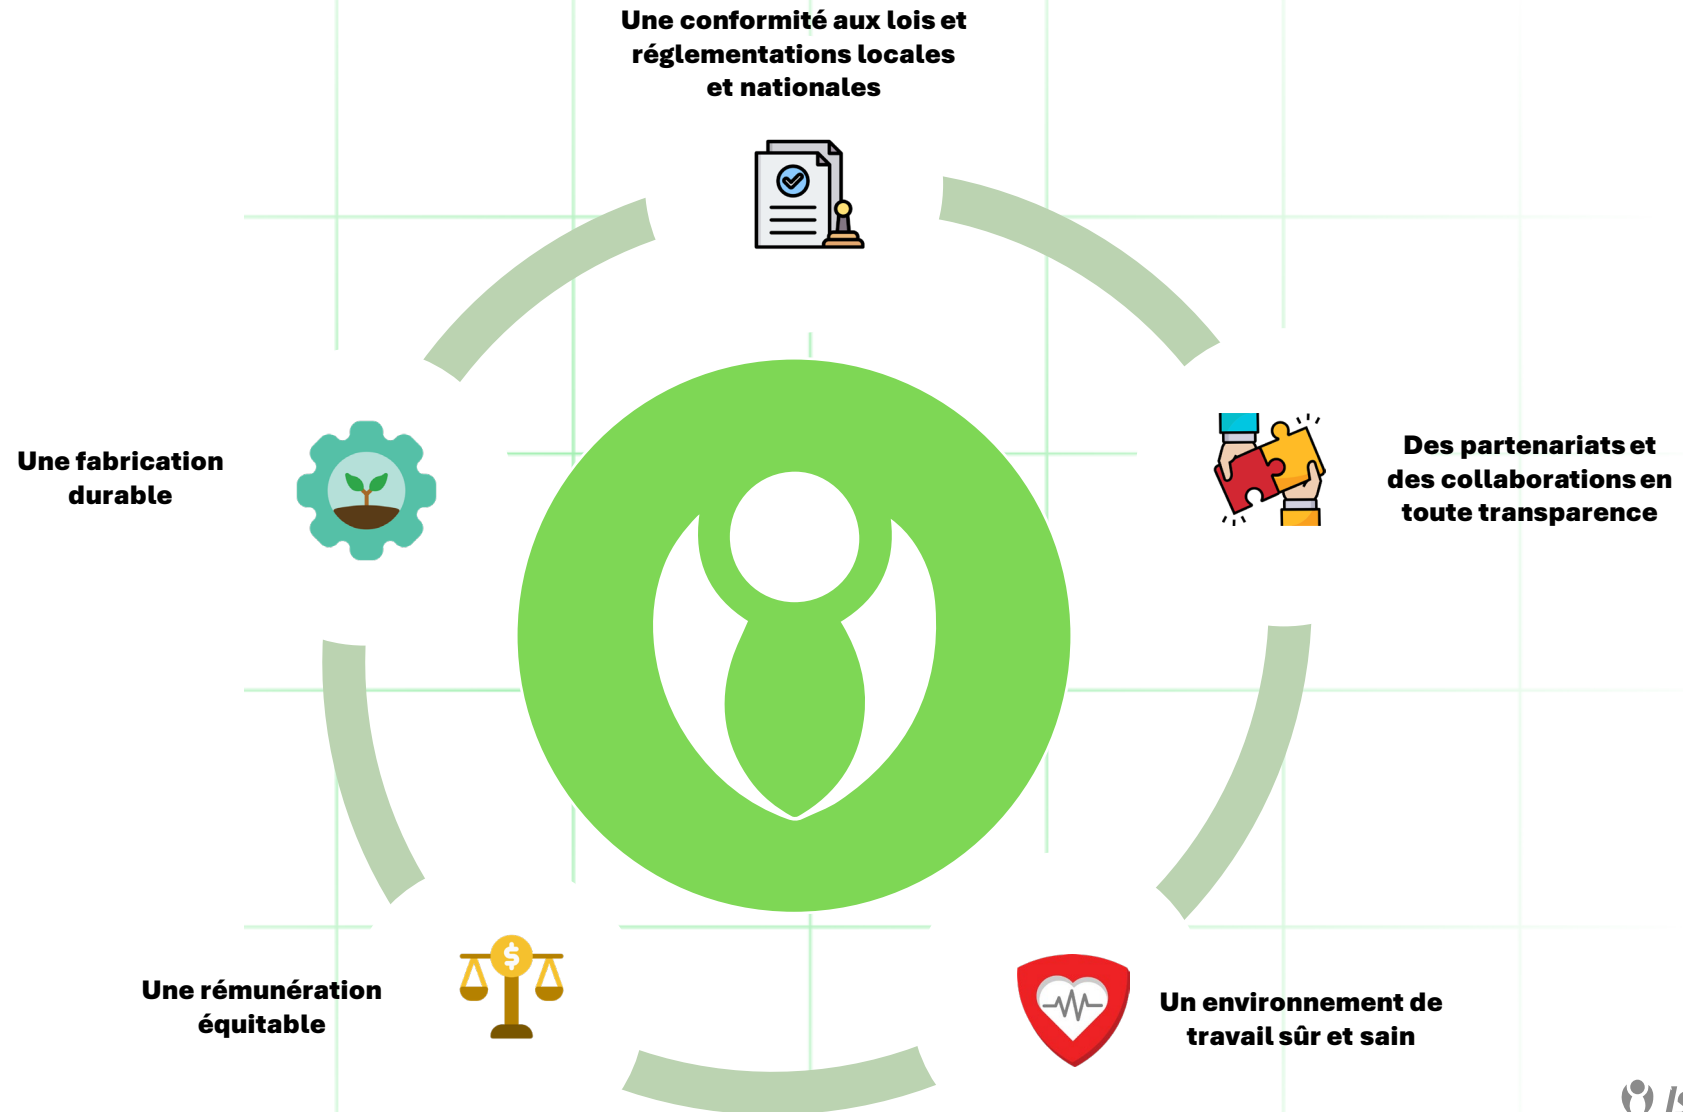 Une conformité aux lois et
réglementations locales
et nationales
Une fabrication
durable
Des partenariats et
des collaborations en
toute transparence
Une rémunération
équitable
Un environnement de
travail sûr et sain
$